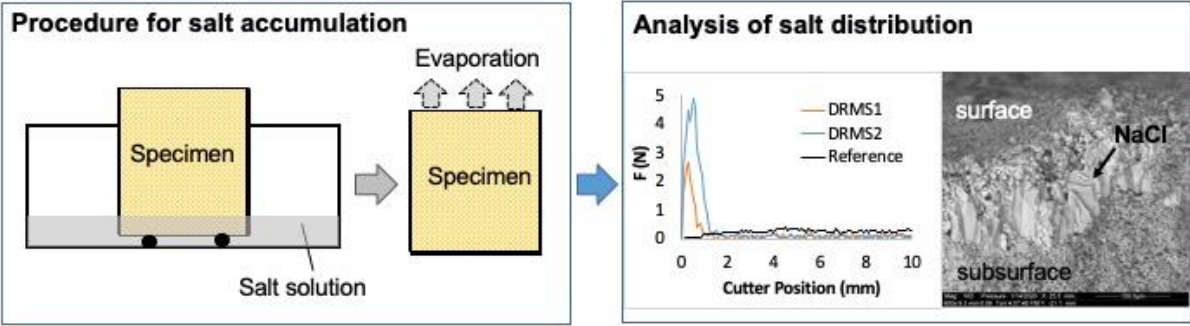 Procedure for salt accumulation
Evaporation
Specimen
Specimen
Salt solution
Analysis of salt distribution
5
4
3
2
1
0
F (N)
DRMS1
DRMS2
Reference
0 2 4 6 8 10
Cutter Position (mm)
surface
NaCl
subsurface